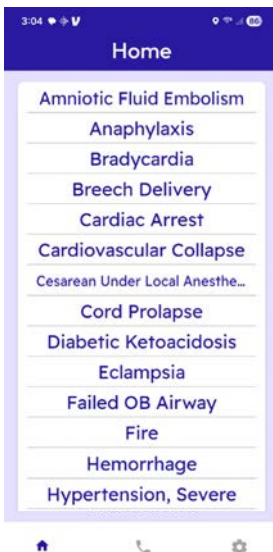 3:04
86
Home
Amniotic Fluid Embolism
Anaphylaxis
Bradycardia
Breech Delivery
Cardiac Arrest
Cardiovascular Collapse
Cesarean Under Local Anesthe...
Cord Prolapse
Diabetic Ketoacidosis
Eclampsia
Failed OB Airway
Fire
Hemorrhage
Hypertension, Severe